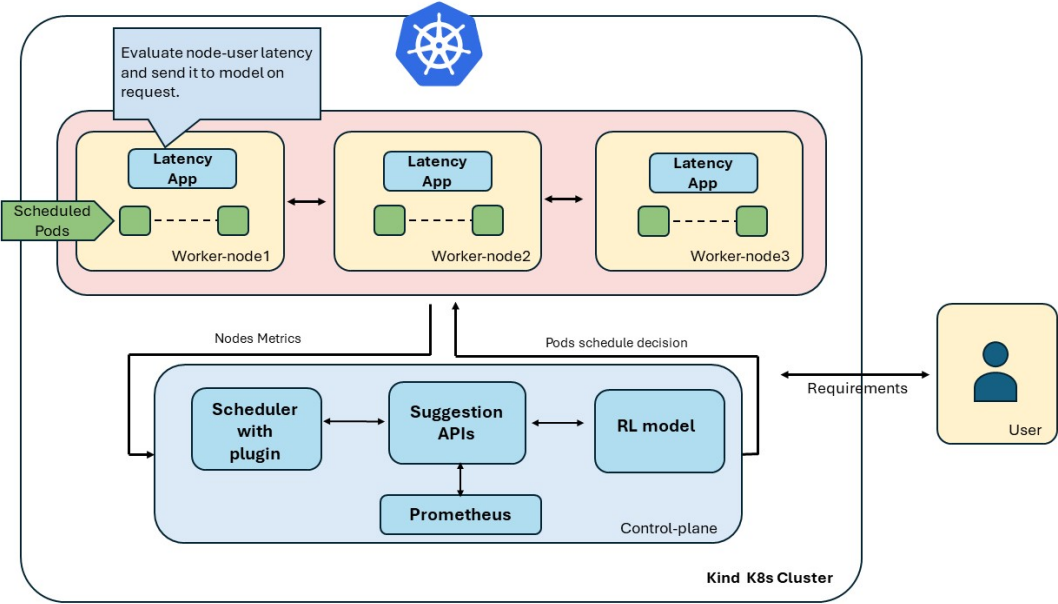 Evaluate node-user latency
and send it to model on
request.
Latency
App
Latency
App
Latency
App
Scheduled
Pods
Worker-node1
Worker-node2
Worker-node3
Nodes Metrics
Pods schedule decision
Requirements
User
Scheduler
with
plugin
Suggestion
APIs
RL model
Prometheus
Control-plane
Kind K8s Cluster